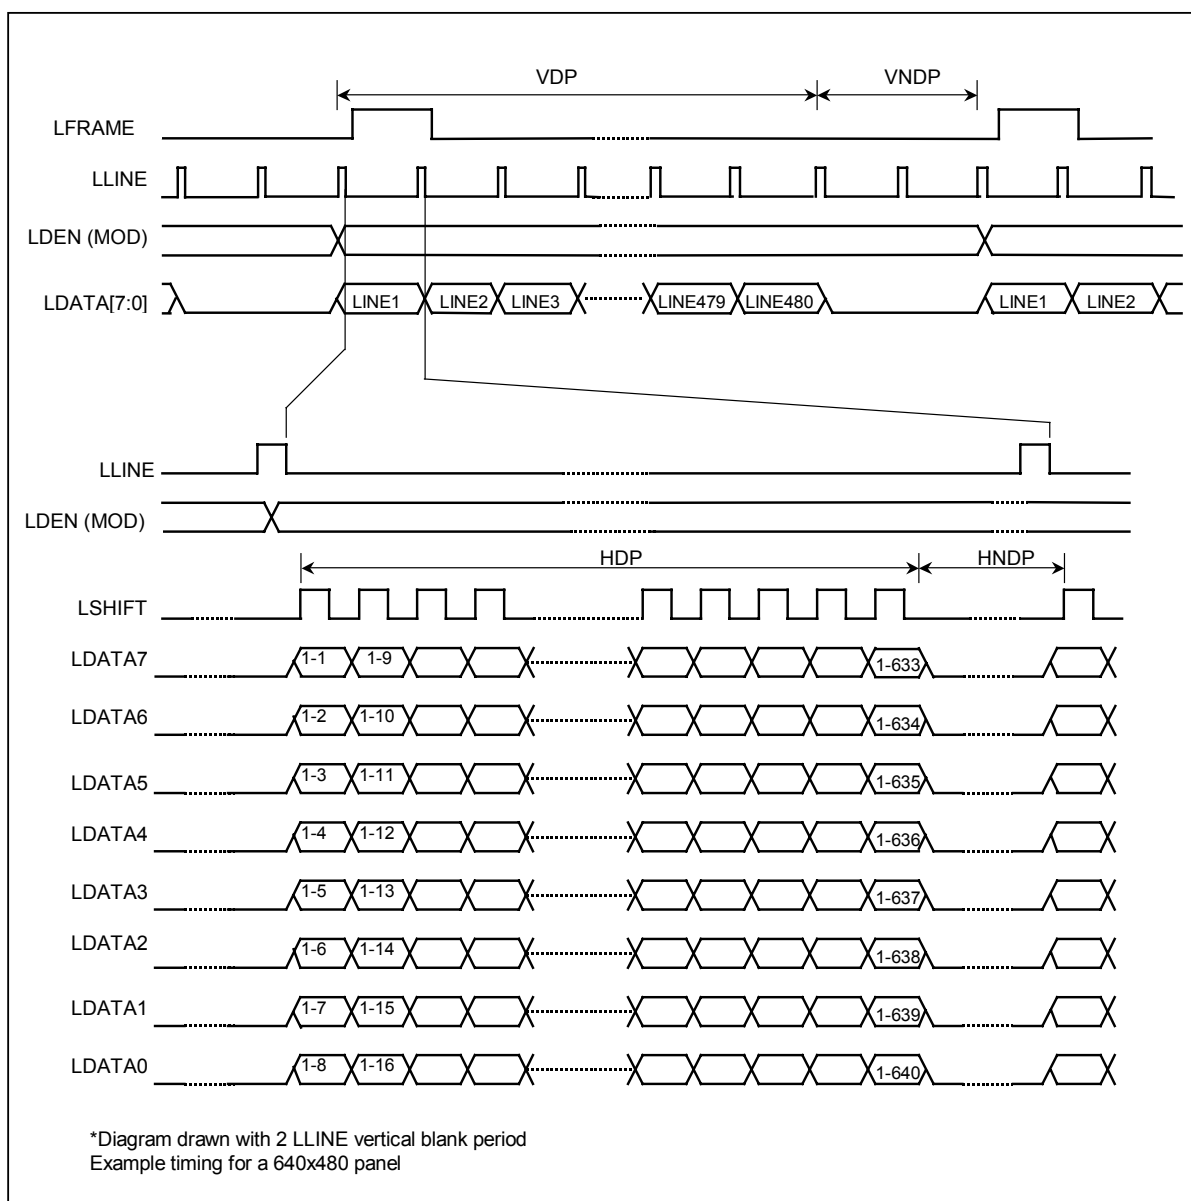 VDP VNDP
LFRAME
LLINE
LDEN (MOD)
LDATA[7:0] LINE1 LINE2 LINE3 LINE479 LINE480 LINE1 LINE2
LLINE
LDEN (MOD)
HDP HNDP
LSHIFT
LDATA7 1-1 1-9 1-633
LDATA6 1-2 1-10 1-634
LDATA5 1-3 1-11 1-635
LDATA4 1-4 1-12 1-636
LDATA3 1-5 1-13 1-637
LDATA2 1-6 1-14 1-638
LDATA1 1-7 1-15 1-639
LDATA0 1-8 1-16 1-640
*Diagram drawn with 2 LLINE vertical blank period
Example timing for a 640x480 panel